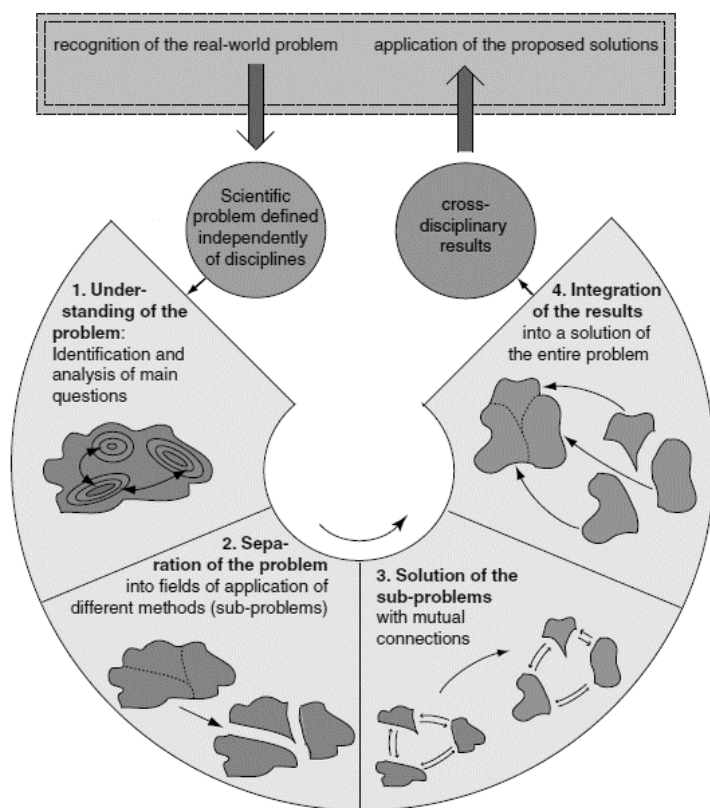 recognition of the real-world problem
application of the proposed solutions
Scientific
problem defined
independently
of disciplines
cross-
disciplinary
results
1. Under-
standing of the
problem:
Identification and
analysis of main
questions
2. Sepa-
ration of the problem
into fields of application of
different methods (sub-problems)
3. Solution of the
sub-problems
with mutual
connections
4. Integration
of the results
into a solution of
the entire problem